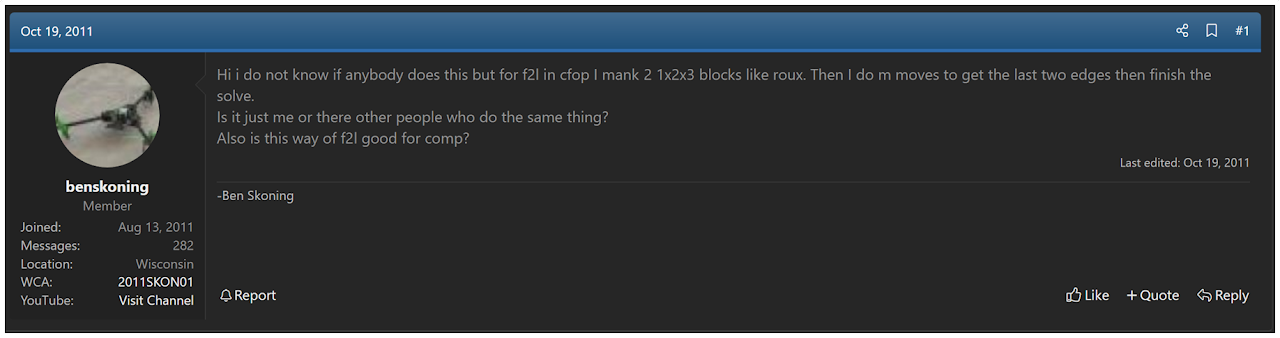 Oct 19, 2011
#1
Hi i do not know if anybody does this but for f2l in cfop I mank 2 1x2x3 blocks like roux. Then I do m moves to get the last two edges then finish the
solve.
Is it just me or there other people who do the same thing?
Also is this way of f2l good for comp?
Last edited: Oct 19, 2011
-Ben Skoning
benskoning
Member
Joined: Aug 13, 2011
Messages: 282
Location: Wisconsin
WCA: 2011SKON01
YouTube: Visit Channel
Report
Like
Quote
Reply